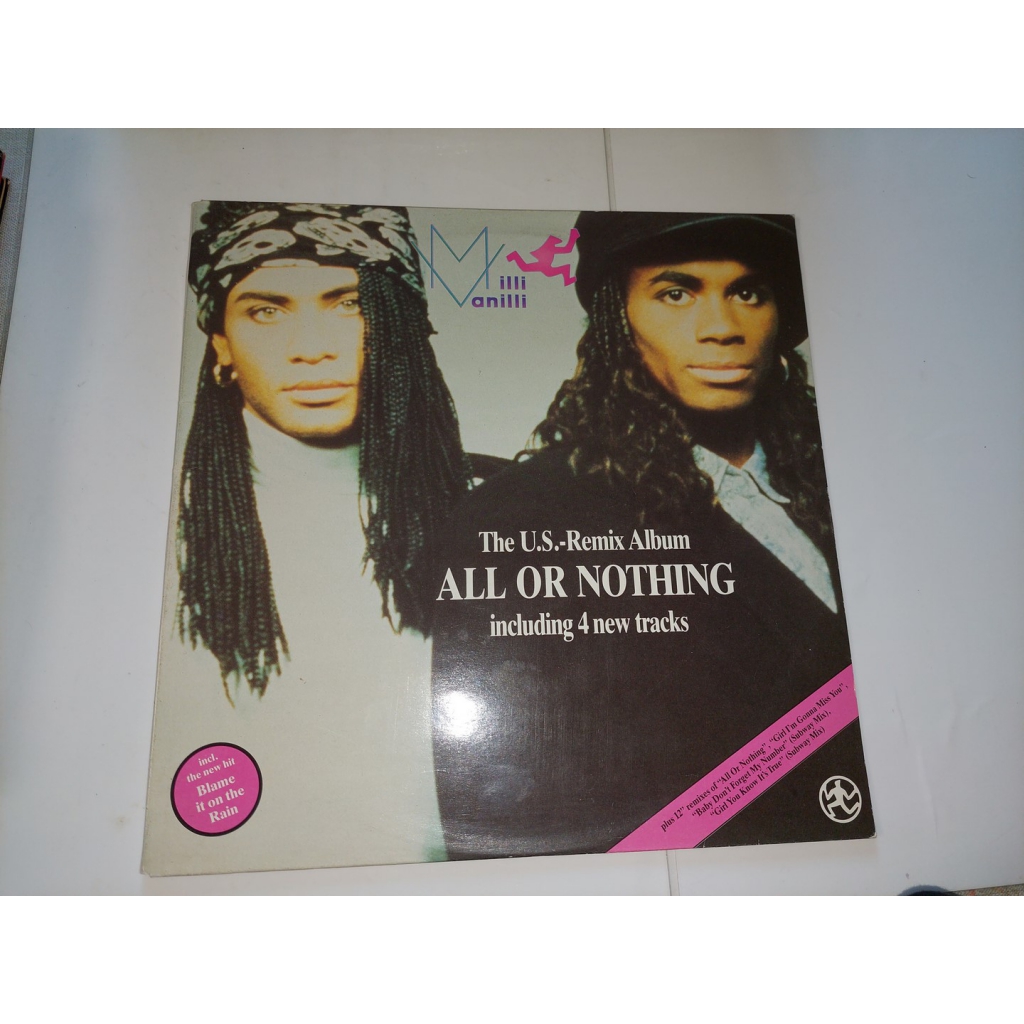 Milli
Vanilli
The U.S.-Remix Album
ALL OR NOTHING
including 4 new tracks
incl.
the new hit
Blame
it on the
Rain
plus 12" remixes of "All Or Nothing", "Girl I'm Gonna Miss You",
"Baby Don't Forget My Number" (Subway Mix),
"Girl You Know It's True" (Subway Mix)